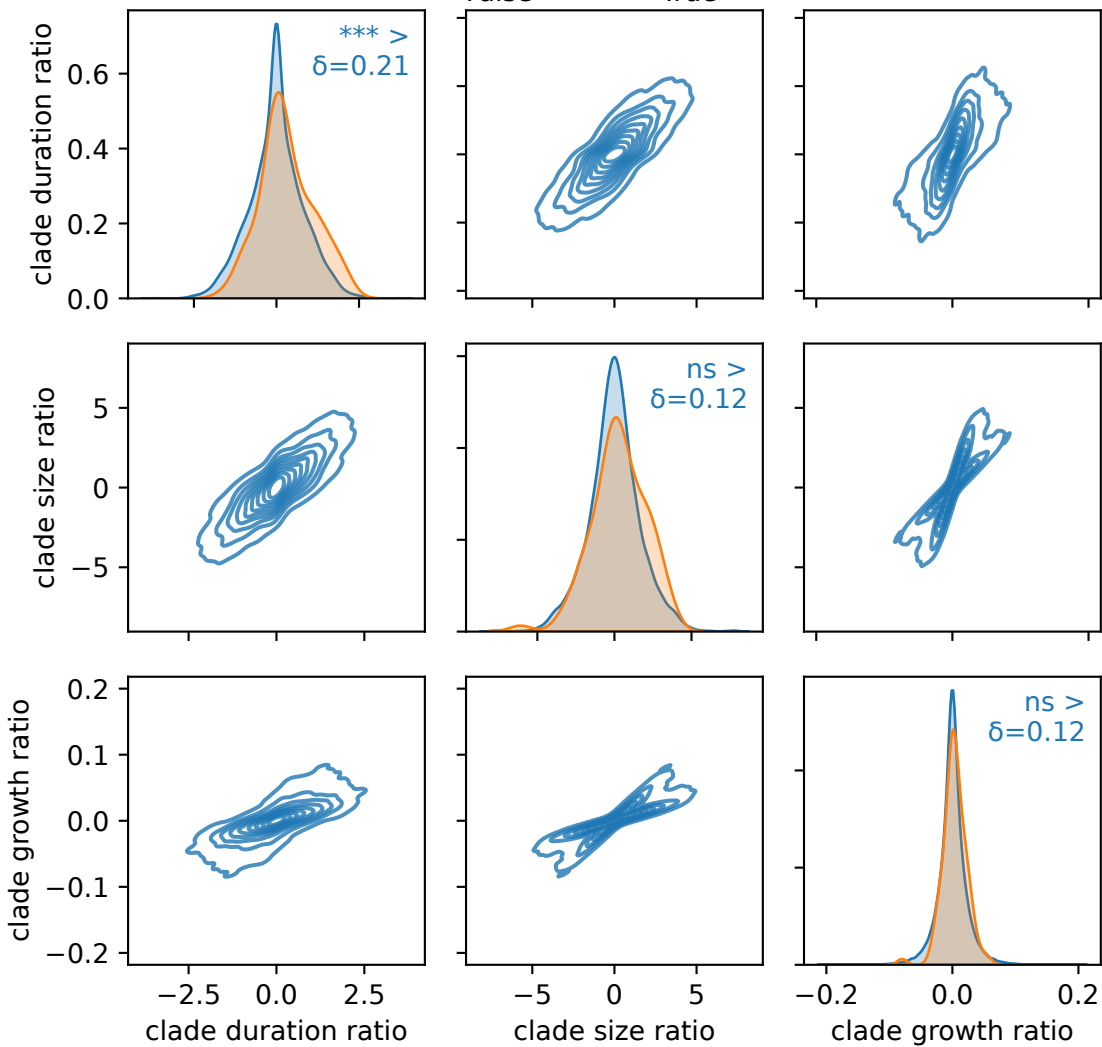 clade duration ratio
0.6
0.4
0.2
0.0
*** >
δ=0.21
clade size ratio
5
0
−5
ns >
δ=0.12
clade growth ratio
0.2
0.1
0.0
−0.1
−0.2
ns >
δ=0.12
−2.5
0.0
2.5
clade duration ratio
−5
0
5
clade size ratio
−0.2
0.0
0.2
clade growth ratio